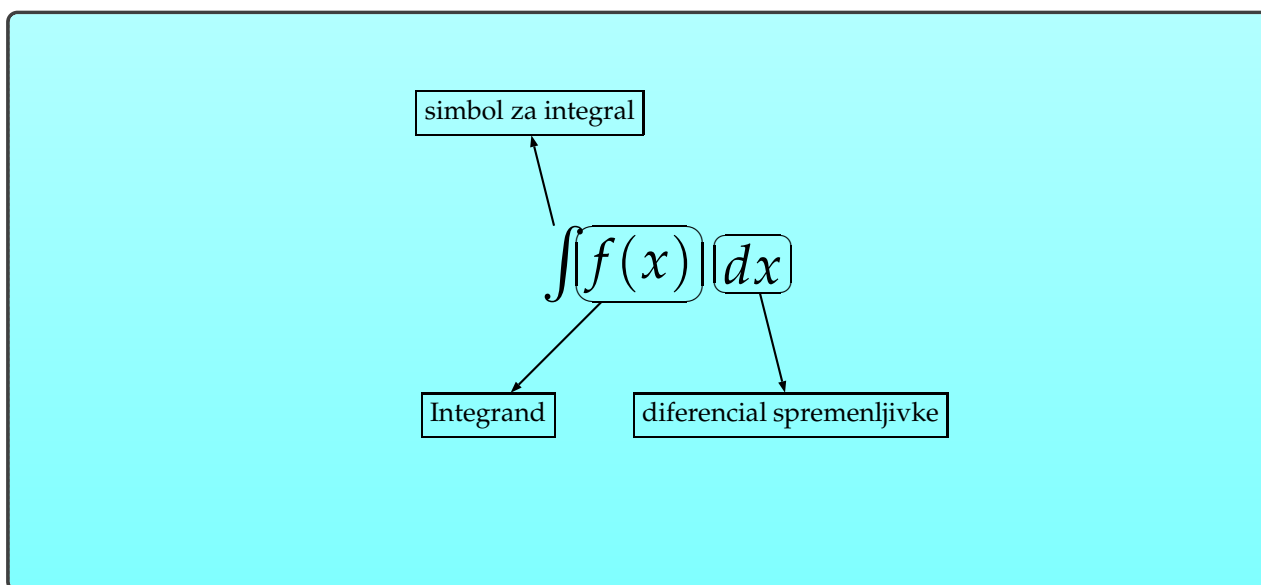 simbol za integral
∫ f(x) dx
Integrand
diferencial spremenljivke